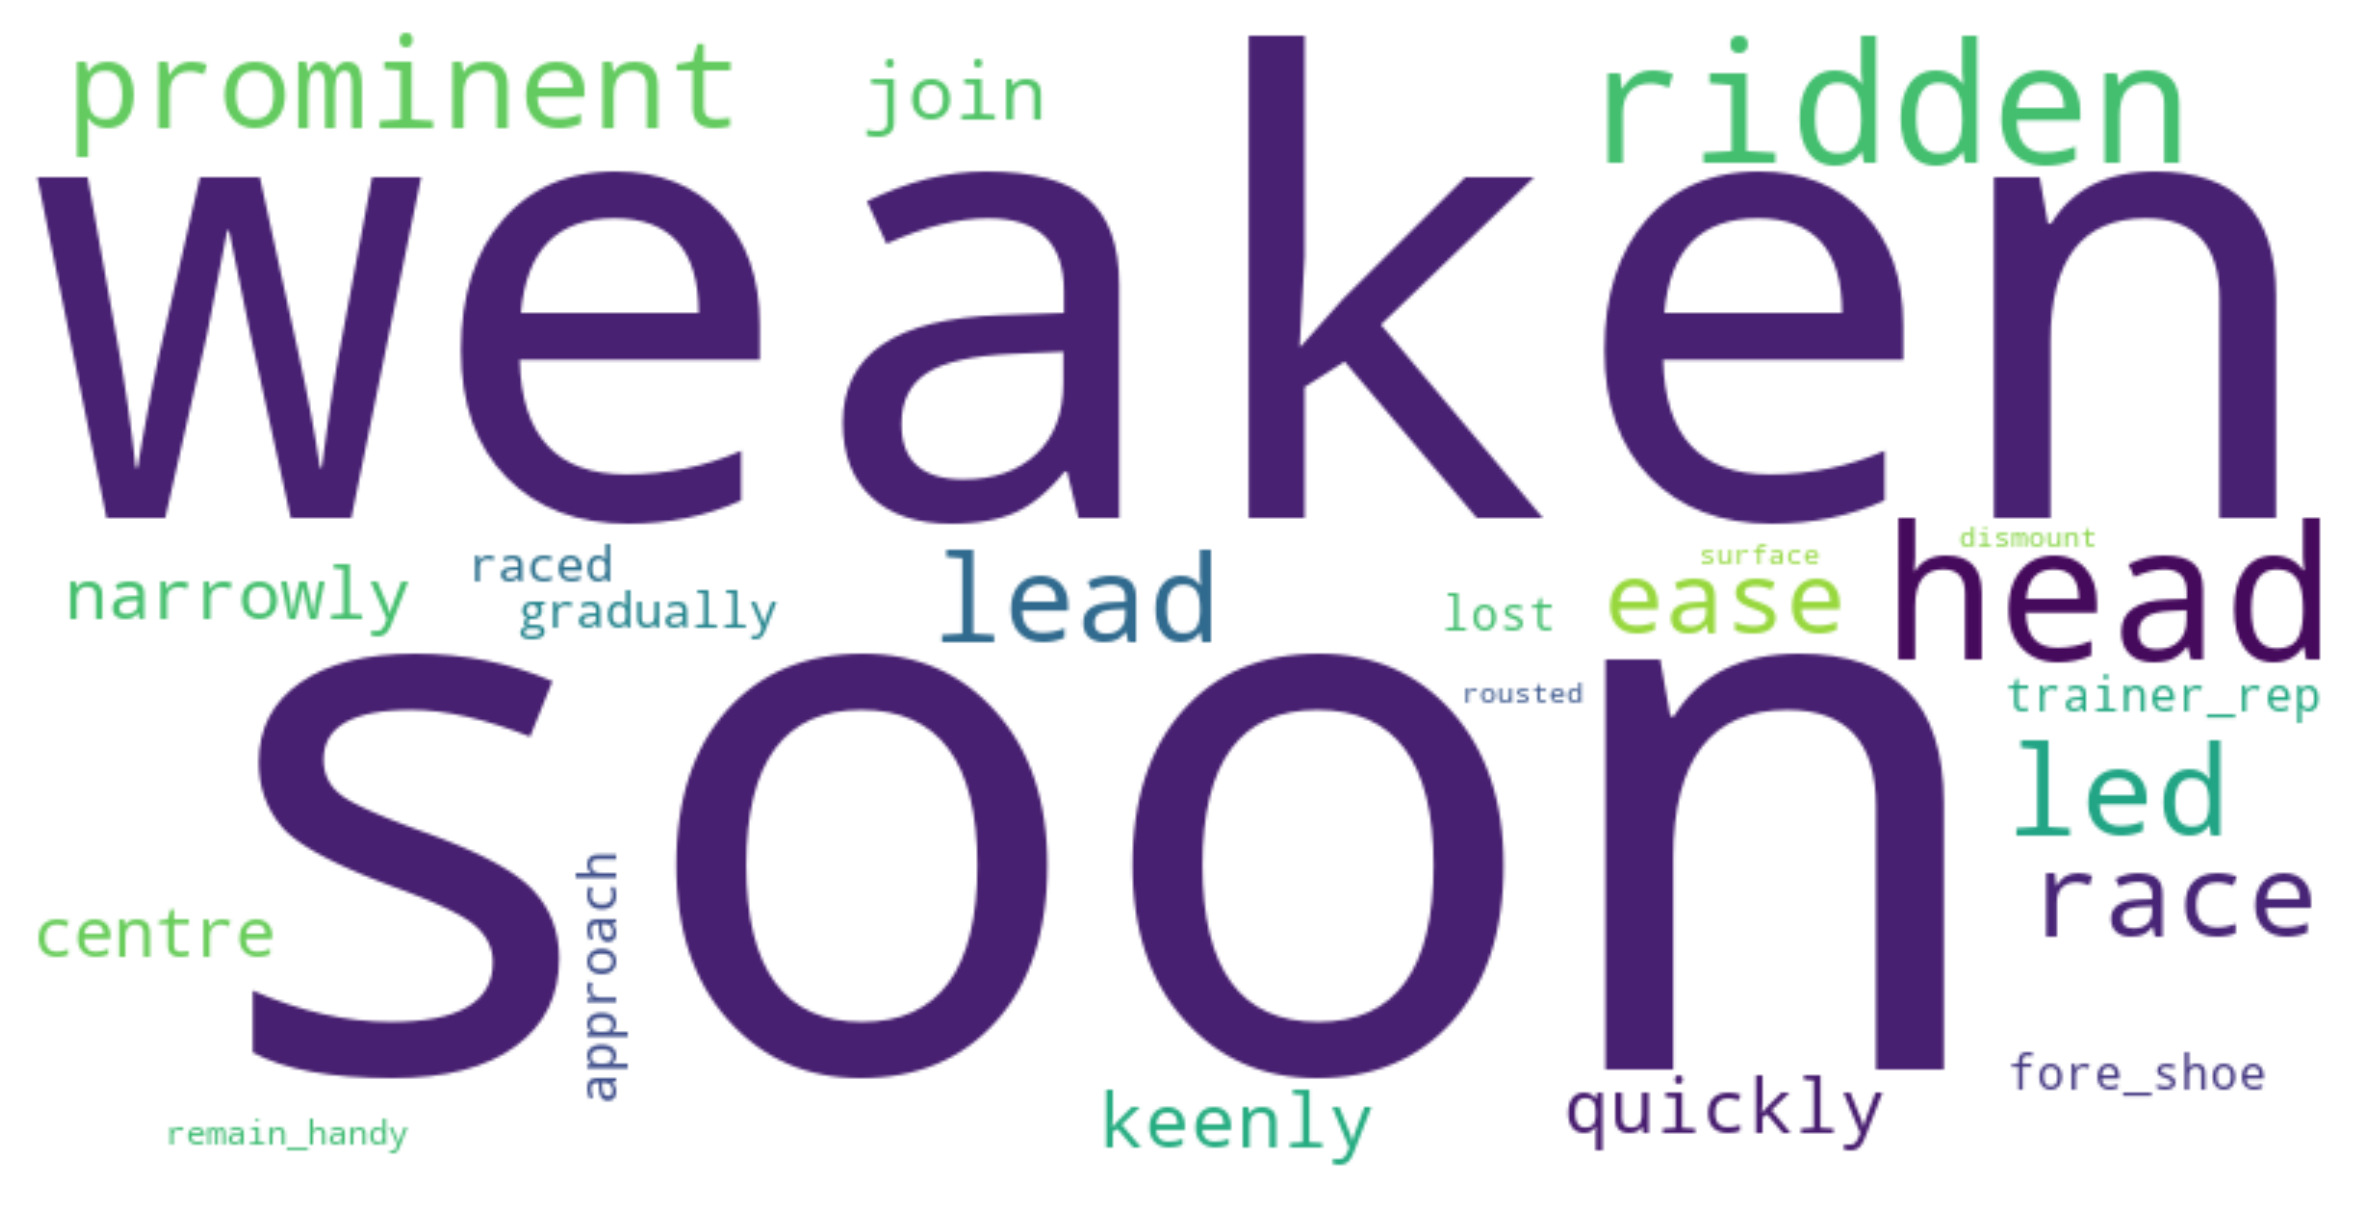 prominent join ridden
weaken
narrowly raced gradually lead lost ease surface dismount head
soon
rousted trainer_rep
led
race
centre approach
fore_shoe
remain_handy keenly quickly